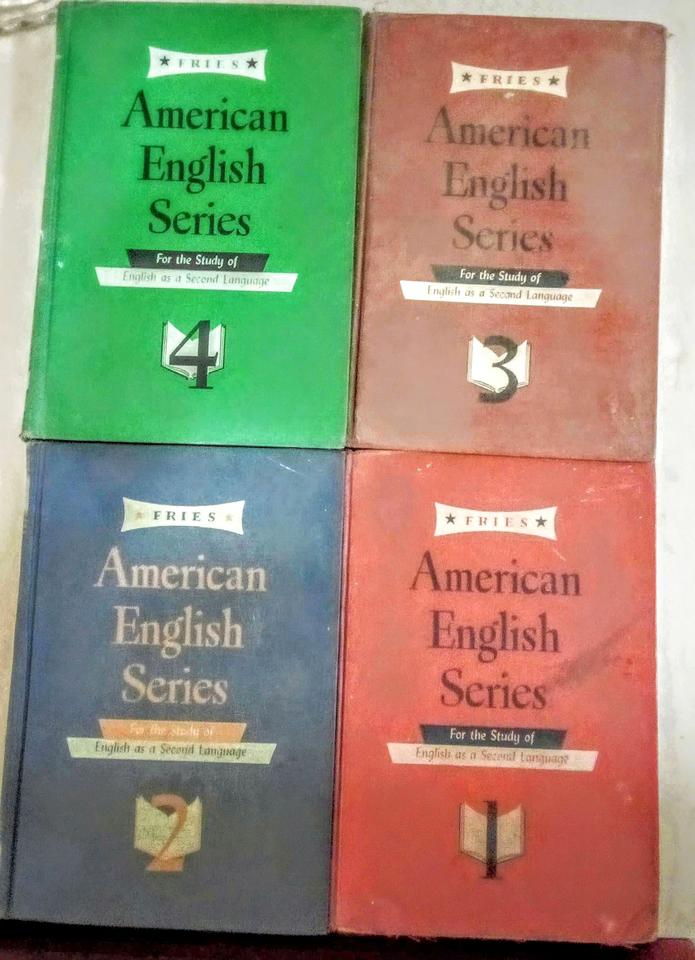 ★ FRIES ★
American
English
Series
For the Study of
English as a Second Language
4
★ FRIES ★
American
English
Series
For the Study of
English as a Second Language
3
★ FRIES ★
American
English
Series
For the Study of
English as a Second Language
2
★ FRIES ★
American
English
Series
For the Study of
English as a Second Language
1